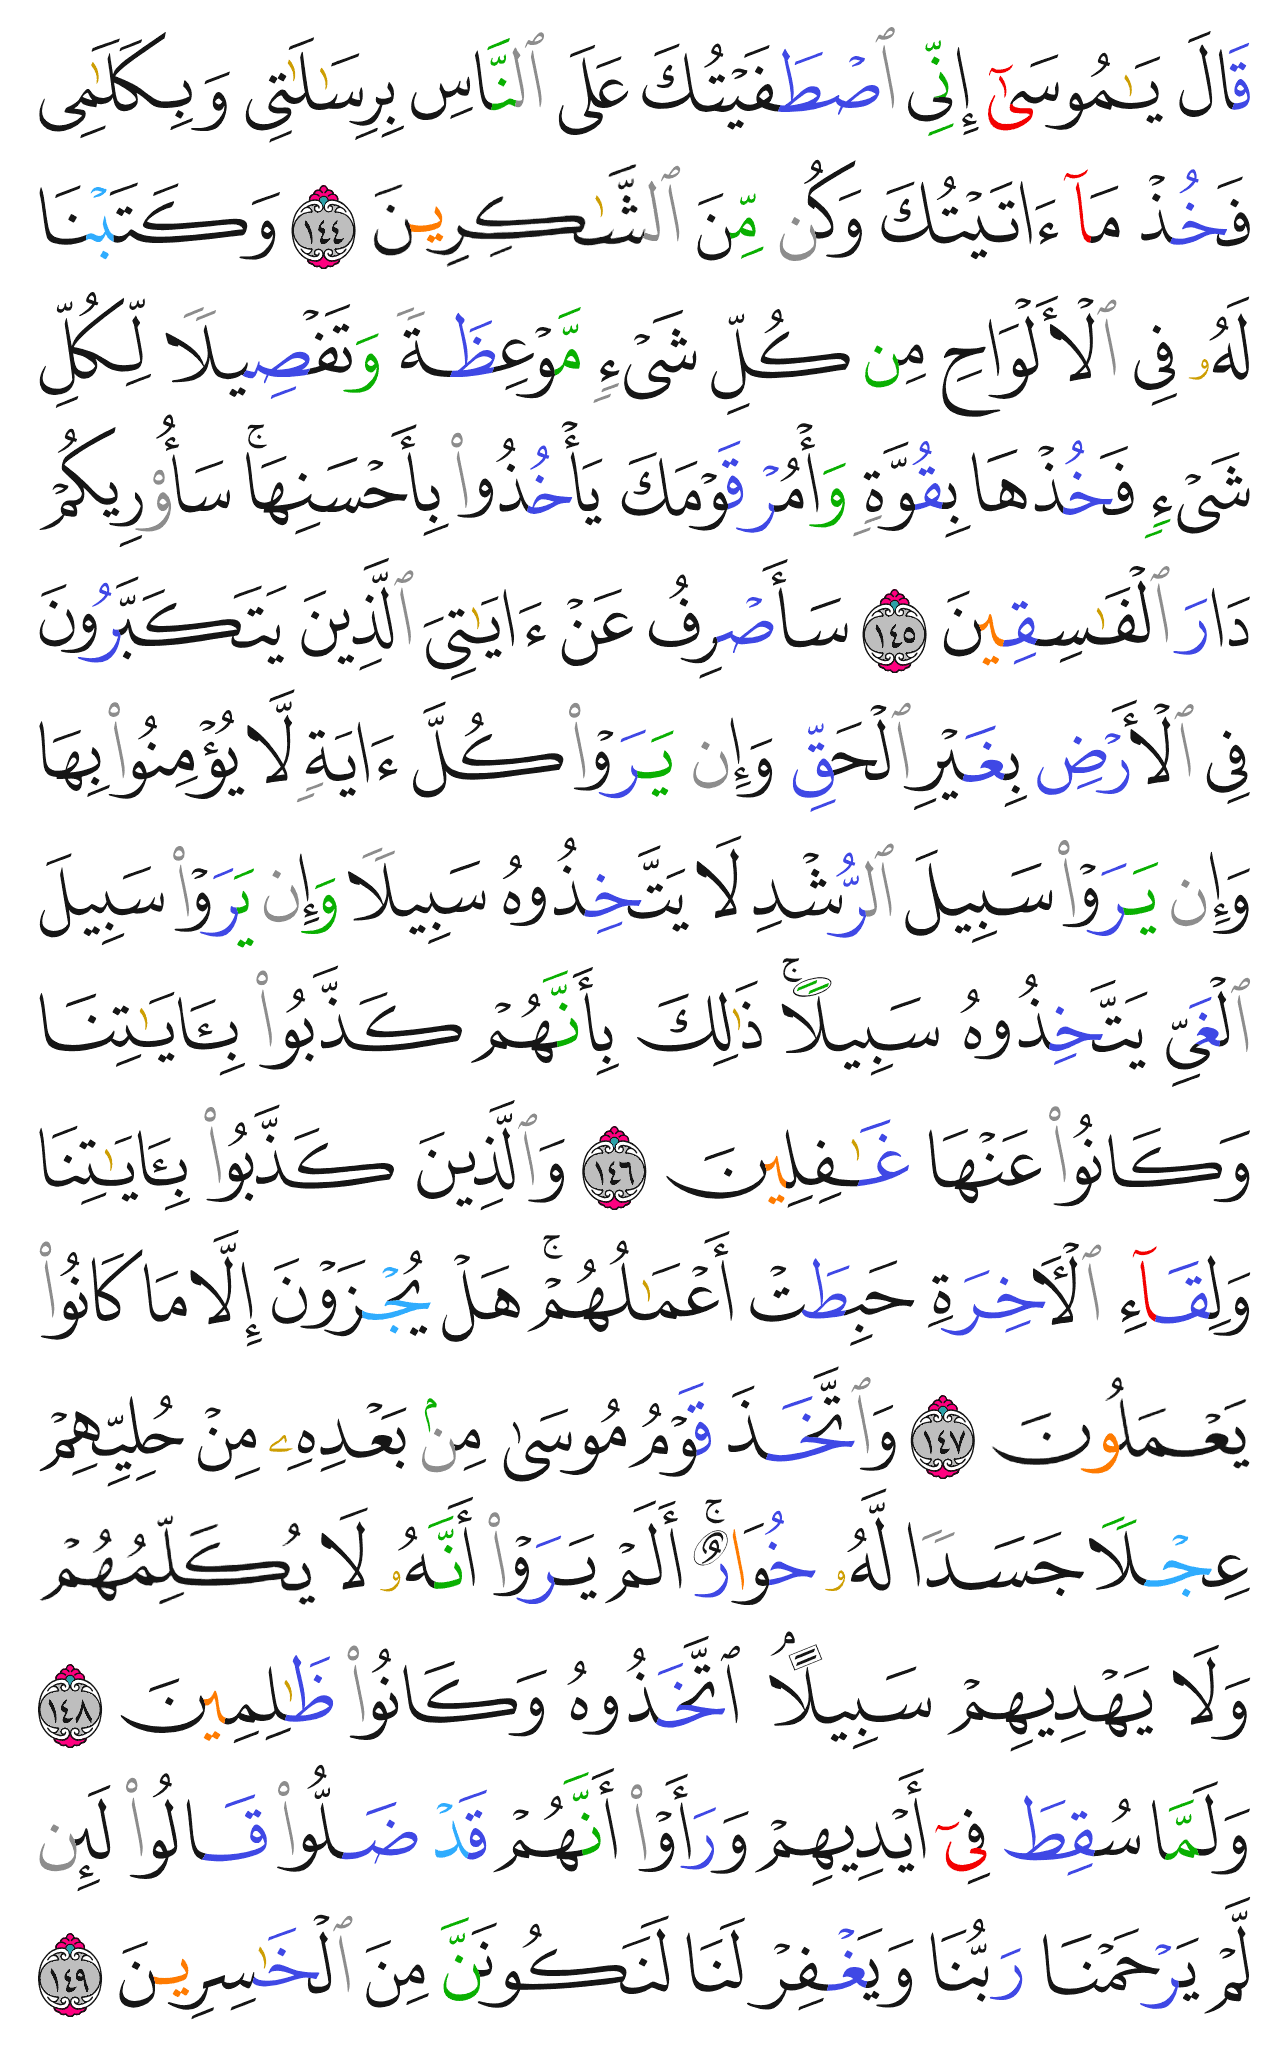 قَالَ يَـٰمُوسَىٰٓ إِنِّى ٱصْطَفَيْتُكَ عَلَى ٱلنَّاسِ بِرِسَـٰلَـٰتِى وَبِكَلَـٰمِى
فَخُذْ مَآ ءَاتَيْتُكَ وَكُن مِّنَ ٱلشَّـٰكِرِينَ ١٤٤ وَكَتَبْنَا
لَهُۥ فِى ٱلْأَلْوَاحِ مِن كُلِّ شَىْءٍ مَّوْعِظَةً وَتَفْصِيلًا لِّكُلِّ
شَىْءٍ فَخُذْهَا بِقُوَّةٍ وَأْمُرْ قَوْمَكَ يَأْخُذُوا۟ بِأَحْسَنِهَا ۚ سَأُو۟رِيكُمْ
دَارَ ٱلْفَـٰسِقِينَ ١٤٥ سَأَصْرِفُ عَنْ ءَايَـٰتِىَ ٱلَّذِينَ يَتَكَبَّرُونَ
فِى ٱلْأَرْضِ بِغَيْرِ ٱلْحَقِّ وَإِن يَرَوْا۟ كُلَّ ءَايَةٍ لَّا يُؤْمِنُوا۟ بِهَا
وَإِن يَرَوْا۟ سَبِيلَ ٱلرُّشْدِ لَا يَتَّخِذُوهُ سَبِيلًا وَإِن يَرَوْا۟ سَبِيلَ
ٱلْغَىِّ يَتَّخِذُوهُ سَبِيلًا ۚ ذَٰلِكَ بِأَنَّهُمْ كَذَّبُوا۟ بِـَٔايَـٰتِنَا
وَكَانُوا۟ عَنْهَا غَـٰفِلِينَ ١٤٦ وَٱلَّذِينَ كَذَّبُوا۟ بِـَٔايَـٰتِنَا
وَلِقَآءِ ٱلْـَٔاخِرَةِ حَبِطَتْ أَعْمَـٰلُهُمْ ۚ هَلْ يُجْزَوْنَ إِلَّا مَا كَانُوا۟
يَعْمَلُونَ ١٤٧ وَٱتَّخَذَ قَوْمُ مُوسَىٰ مِنۢ بَعْدِهِۦ مِنْ حُلِيِّهِمْ
عِجْلًا جَسَدًا لَّهُۥ خُوَارٌ ۚ أَلَمْ يَرَوْا۟ أَنَّهُۥ لَا يُكَلِّمُهُمْ
وَلَا يَهْدِيهِمْ سَبِيلًا ۘ ٱتَّخَذُوهُ وَكَانُوا۟ ظَـٰلِمِينَ ١٤٨
وَلَمَّا سُقِطَ فِىٓ أَيْدِيهِمْ وَرَأَوْا۟ أَنَّهُمْ قَدْ ضَلُّوا۟ قَالُوا۟ لَئِن
لَّمْ يَرْحَمْنَا رَبُّنَا وَيَغْفِرْ لَنَا لَنَكُونَنَّ مِنَ ٱلْخَـٰسِرِينَ ١٤٩